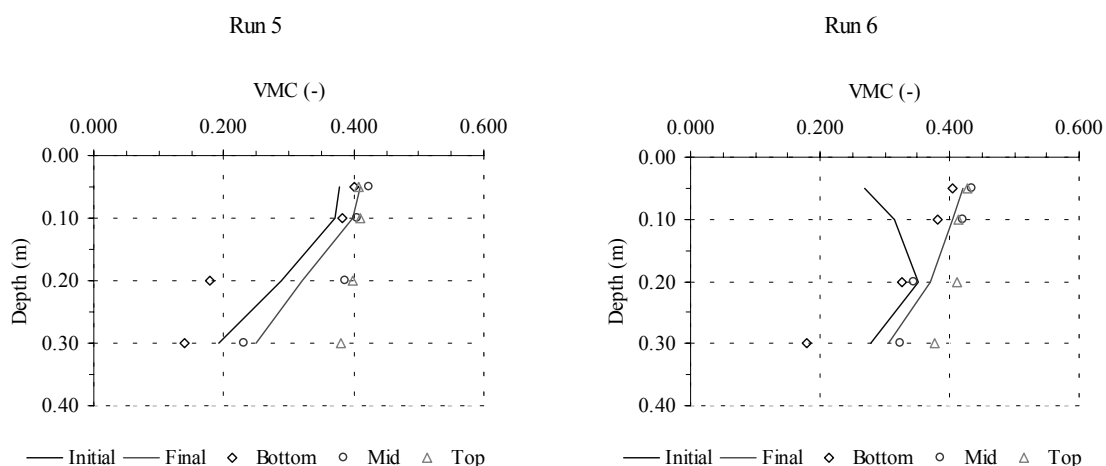 Run 5
VMC (-)
0.000 0.200 0.400 0.600
0.00
0.10
0.20
0.30
0.40
Depth (m)
Initial Final Bottom Mid Top
Run 6
VMC (-)
0.000 0.200 0.400 0.600
0.00
0.10
0.20
0.30
0.40
Depth (m)
Initial Final Bottom Mid Top